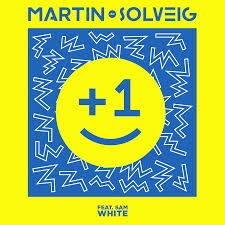 MARTIN SOLVEIG
+1
FEAT. SAM
WHITE